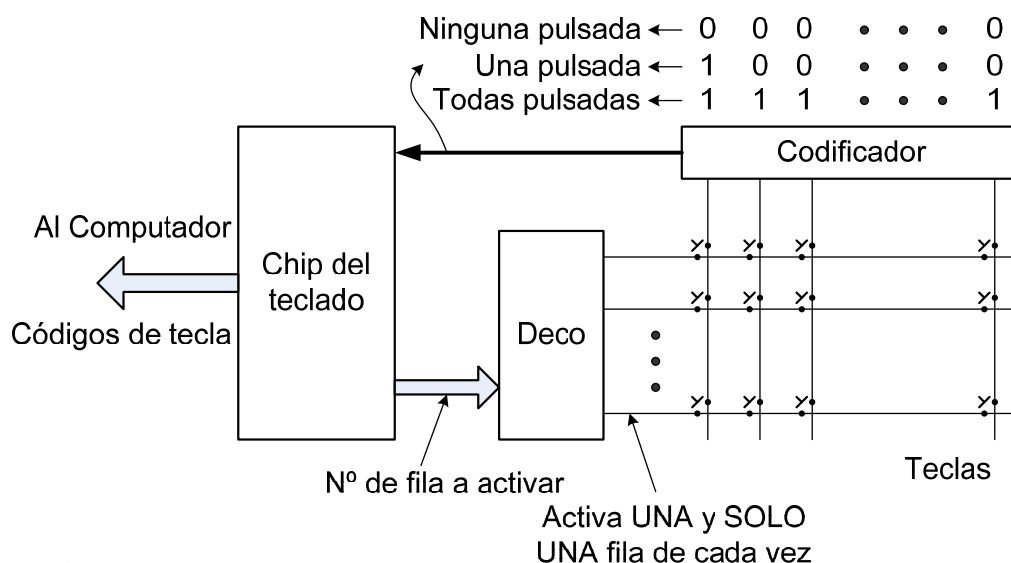 Ninguna pulsada 0 0 0 • • • 0
Una pulsada 1 0 0 • • • 0
Todas pulsadas 1 1 1 • • • 1
Codificador
Al Computador
Códigos de tecla
Chip del
teclado
Deco
Nº de fila a activar
Teclas
Activa UNA y SOLO
UNA fila de cada vez